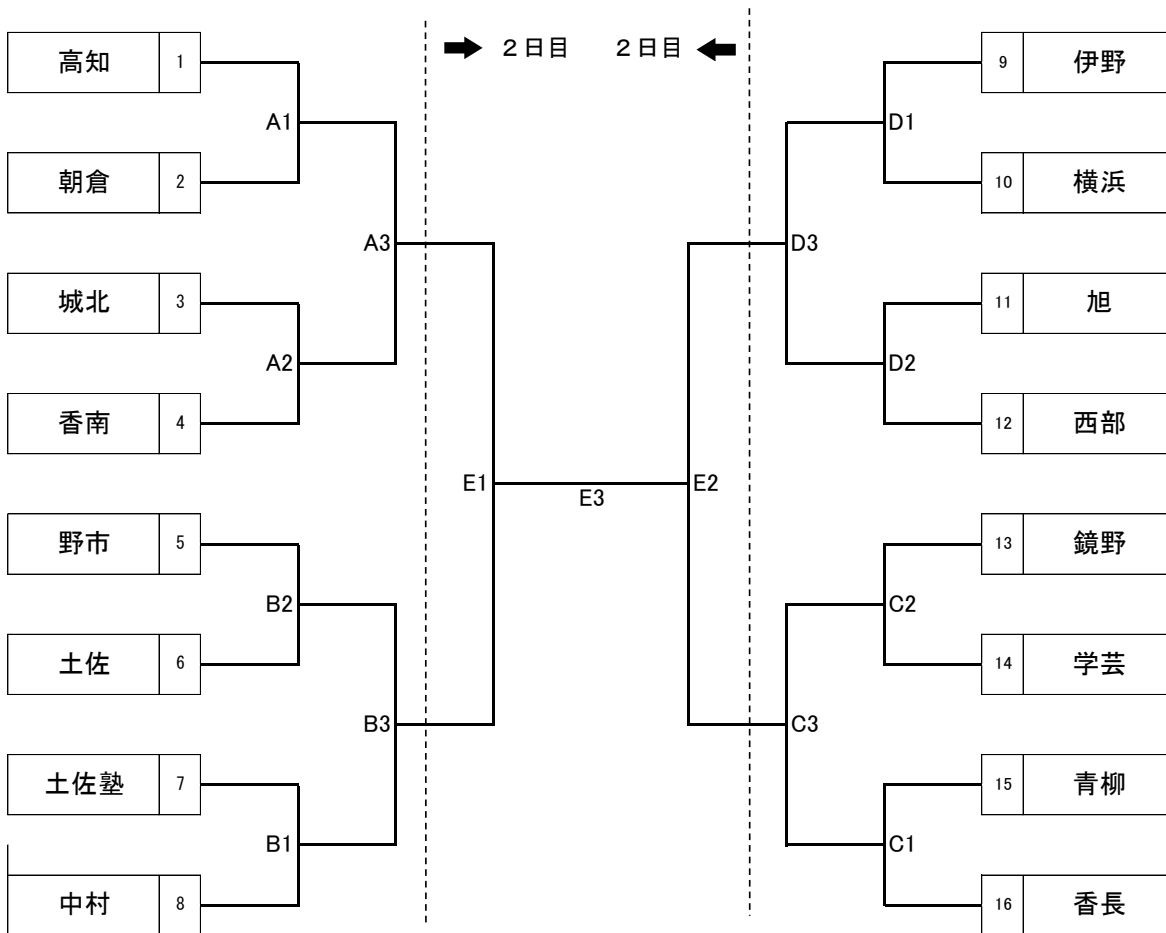 ２日目 ２日目
高知 1 9 伊野
A1 D1
朝倉 2 10 横浜
A3 D3
城北 3 11 旭
A2 D2
香南 4 12 西部
E1 E3 E2
野市 5 13 鏡野
B2 C2
土佐 6 14 学芸
B3 C3
土佐塾 7 15 青柳
B1 C1
中村 8 16 香長